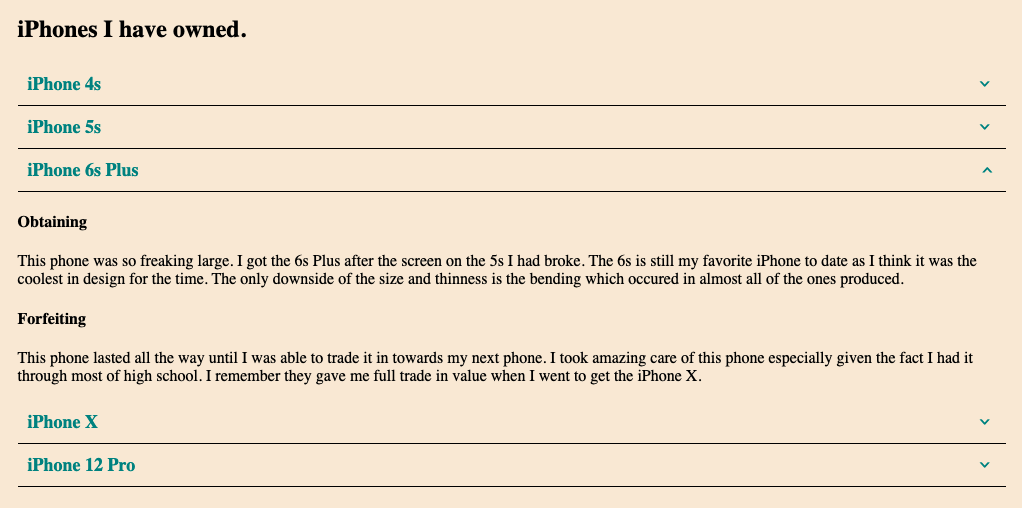 iPhones I have owned.
iPhone 4s
iPhone 5s
iPhone 6s Plus
Obtaining
This phone was so freaking large. I got the 6s Plus after the screen on the 5s I had broke. The 6s is still my favorite iPhone to date as I think it was the
coolest in design for the time. The only downside of the size and thinness is the bending which occured in almost all of the ones produced.
Forfeiting
This phone lasted all the way until I was able to trade it in towards my next phone. I took amazing care of this phone especially given the fact I had it
through most of high school. I remember they gave me full trade in value when I went to get the iPhone X.
iPhone X
iPhone 12 Pro